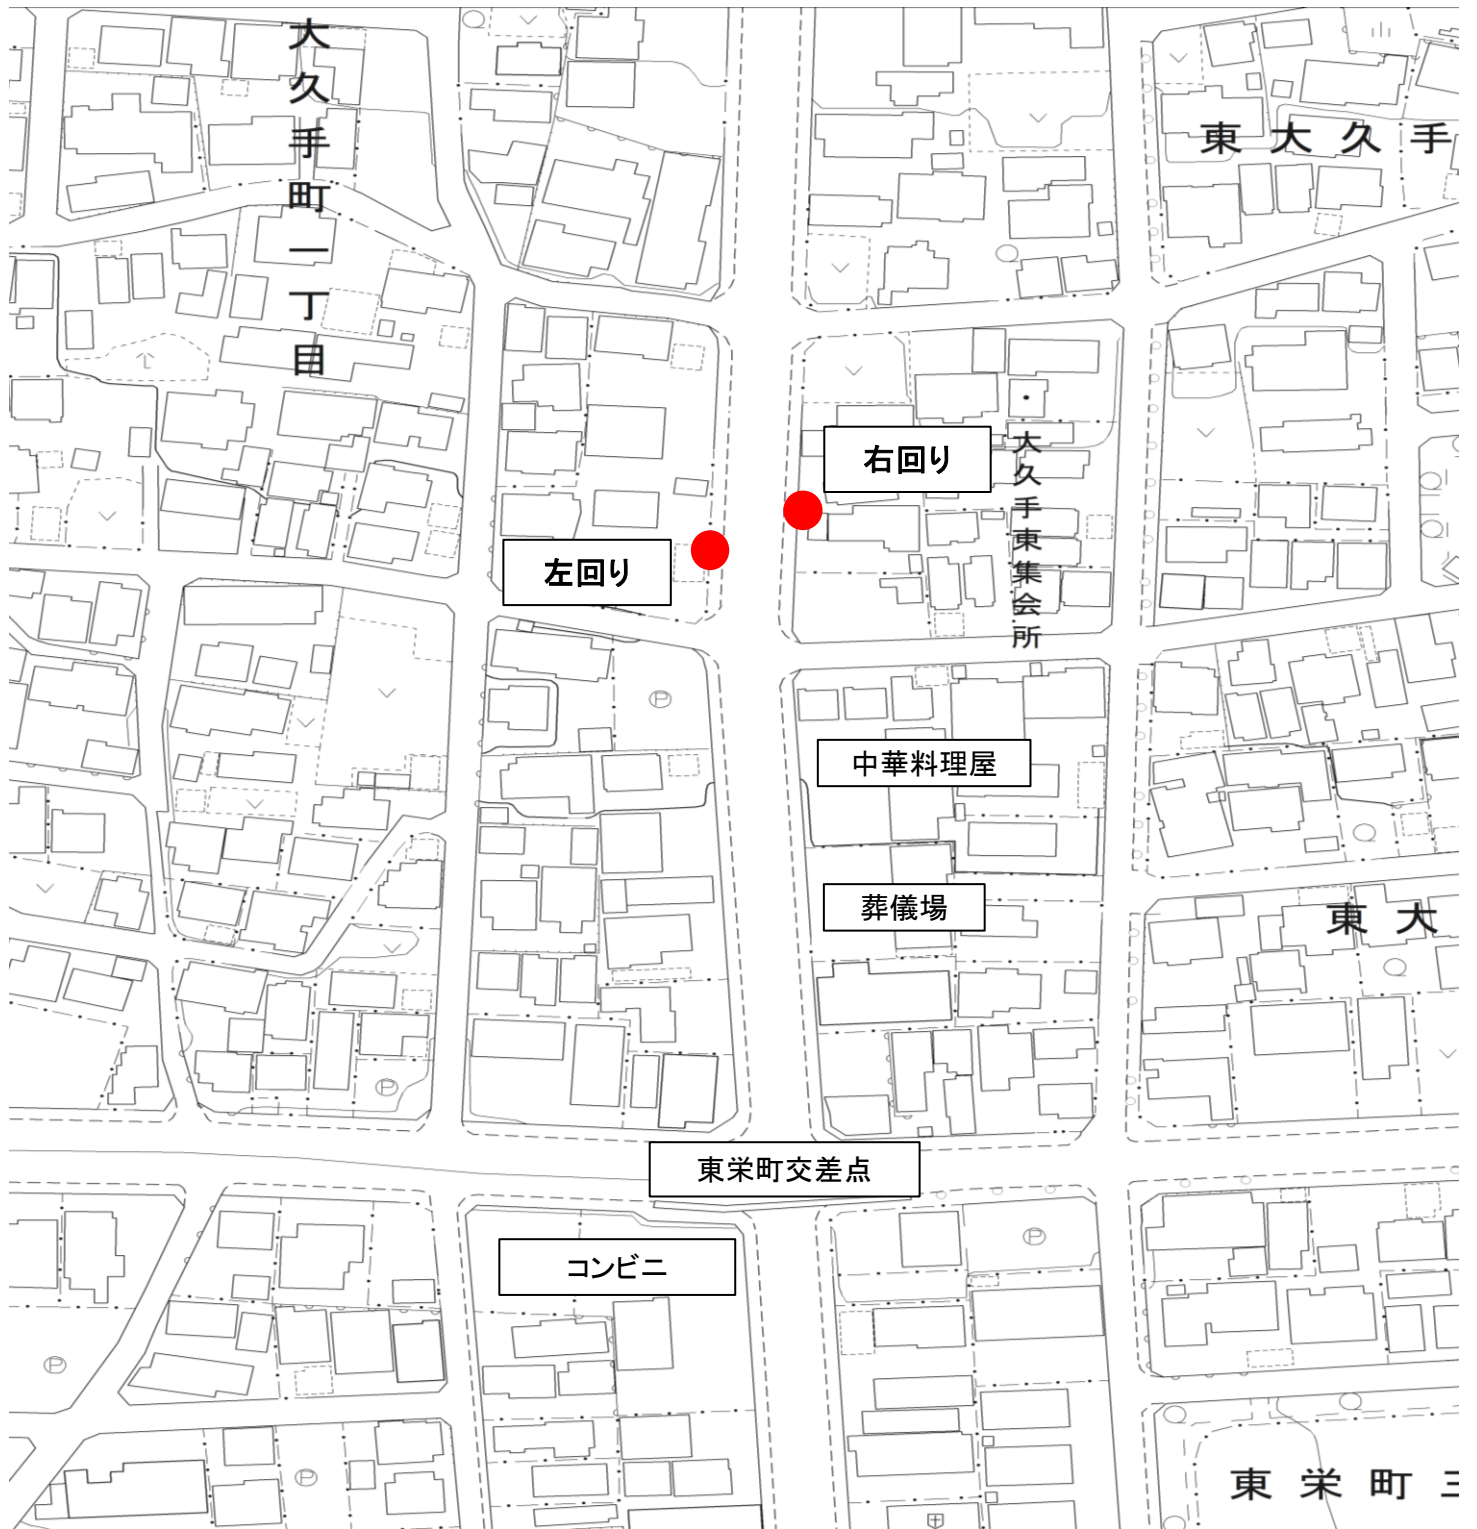 大久手町一丁目
東大久手
右回り
大久手東集会所
左回り
中華料理屋
葬儀場
東大
東栄町交差点
コンビニ
東栄町三
P
P
P
P
P
P